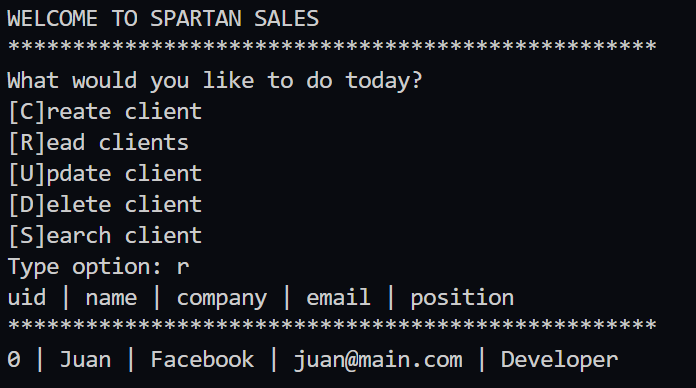 WELCOME TO SPARTAN SALES
**************************************************
What would you like to do today?
[C]reate client
[R]ead clients
[U]pdate client
[D]elete client
[S]earch client
Type option: r
uid | name | company | email | position
**************************************************
0 | Juan | Facebook | juan@main.com | Developer